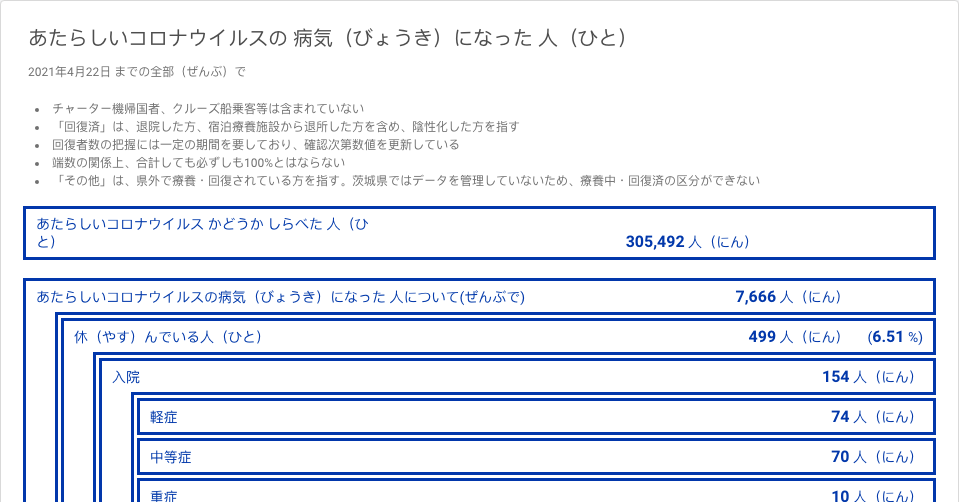 あたらしいコロナウイルスの 病気（びょうき）になった 人（ひと）
2021年4月22日 までの全部（ぜんぶ）で
• チャーター機帰国者、クルーズ船乗客等は含まれていない
• 「回復済」は、退院した方、宿泊療養施設から退所した方を含め、陰性化した方を指す
• 回復者数の把握には一定の期間を要しており、確認次第数値を更新している
• 端数の関係上、合計しても必ずしも100%とはならない
• 「その他」は、県外で療養・回復されている方を指す。茨城県ではデータを管理していないため、療養中・回復済の区分ができない
あたらしいコロナウイルス かどうか しらべた 人（ひ
と） 305,492 人（にん）
あたらしいコロナウイルスの病気（びょうき）になった 人について(ぜんぶで) 7,666 人（にん）
休（やす）んでいる人（ひと） 499 人（にん） (6.51 %)
入院 154 人（にん）
軽症 74 人（にん）
中等症 70 人（にん）
重症 10 人（にん）